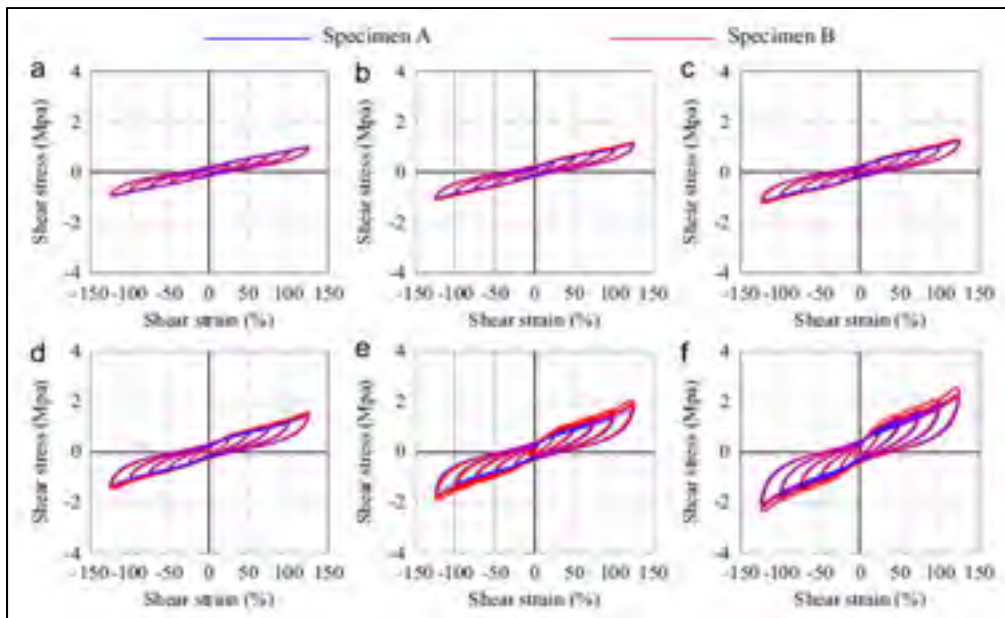 Specimen A Specimen B
a b c
4 4 4
2 2 2
0 0 0
-2 -2 -2
-4 -4 -4
Shear stress (Mpa) Shear stress (Mpa) Shear stress (Mpa)
-150 -100 -50 0 50 100 150 -150 -100 -50 0 50 100 150 -150 -100 -50 0 50 100 150
Shear strain (%) Shear strain (%) Shear strain (%)
d e f
4 4 4
2 2 2
0 0 0
-2 -2 -2
-4 -4 -4
Shear stress (Mpa) Shear stress (Mpa) Shear stress (Mpa)
-150 -100 -50 0 50 100 150 -150 -100 -50 0 50 100 150 -150 -100 -50 0 50 100 150
Shear strain (%) Shear strain (%) Shear strain (%)